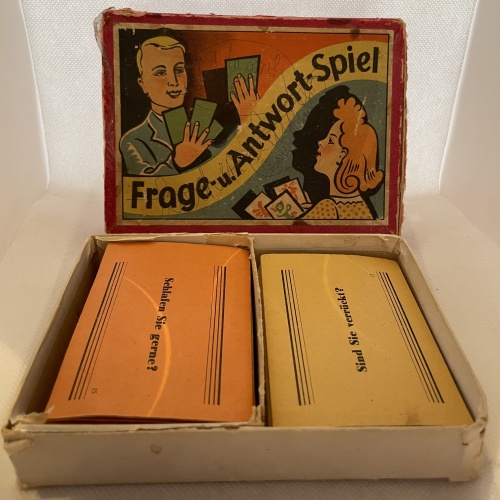 Frage- u. Antwort-Spiel
Schlafen Sie gerne?
Sind Sie verrückt?